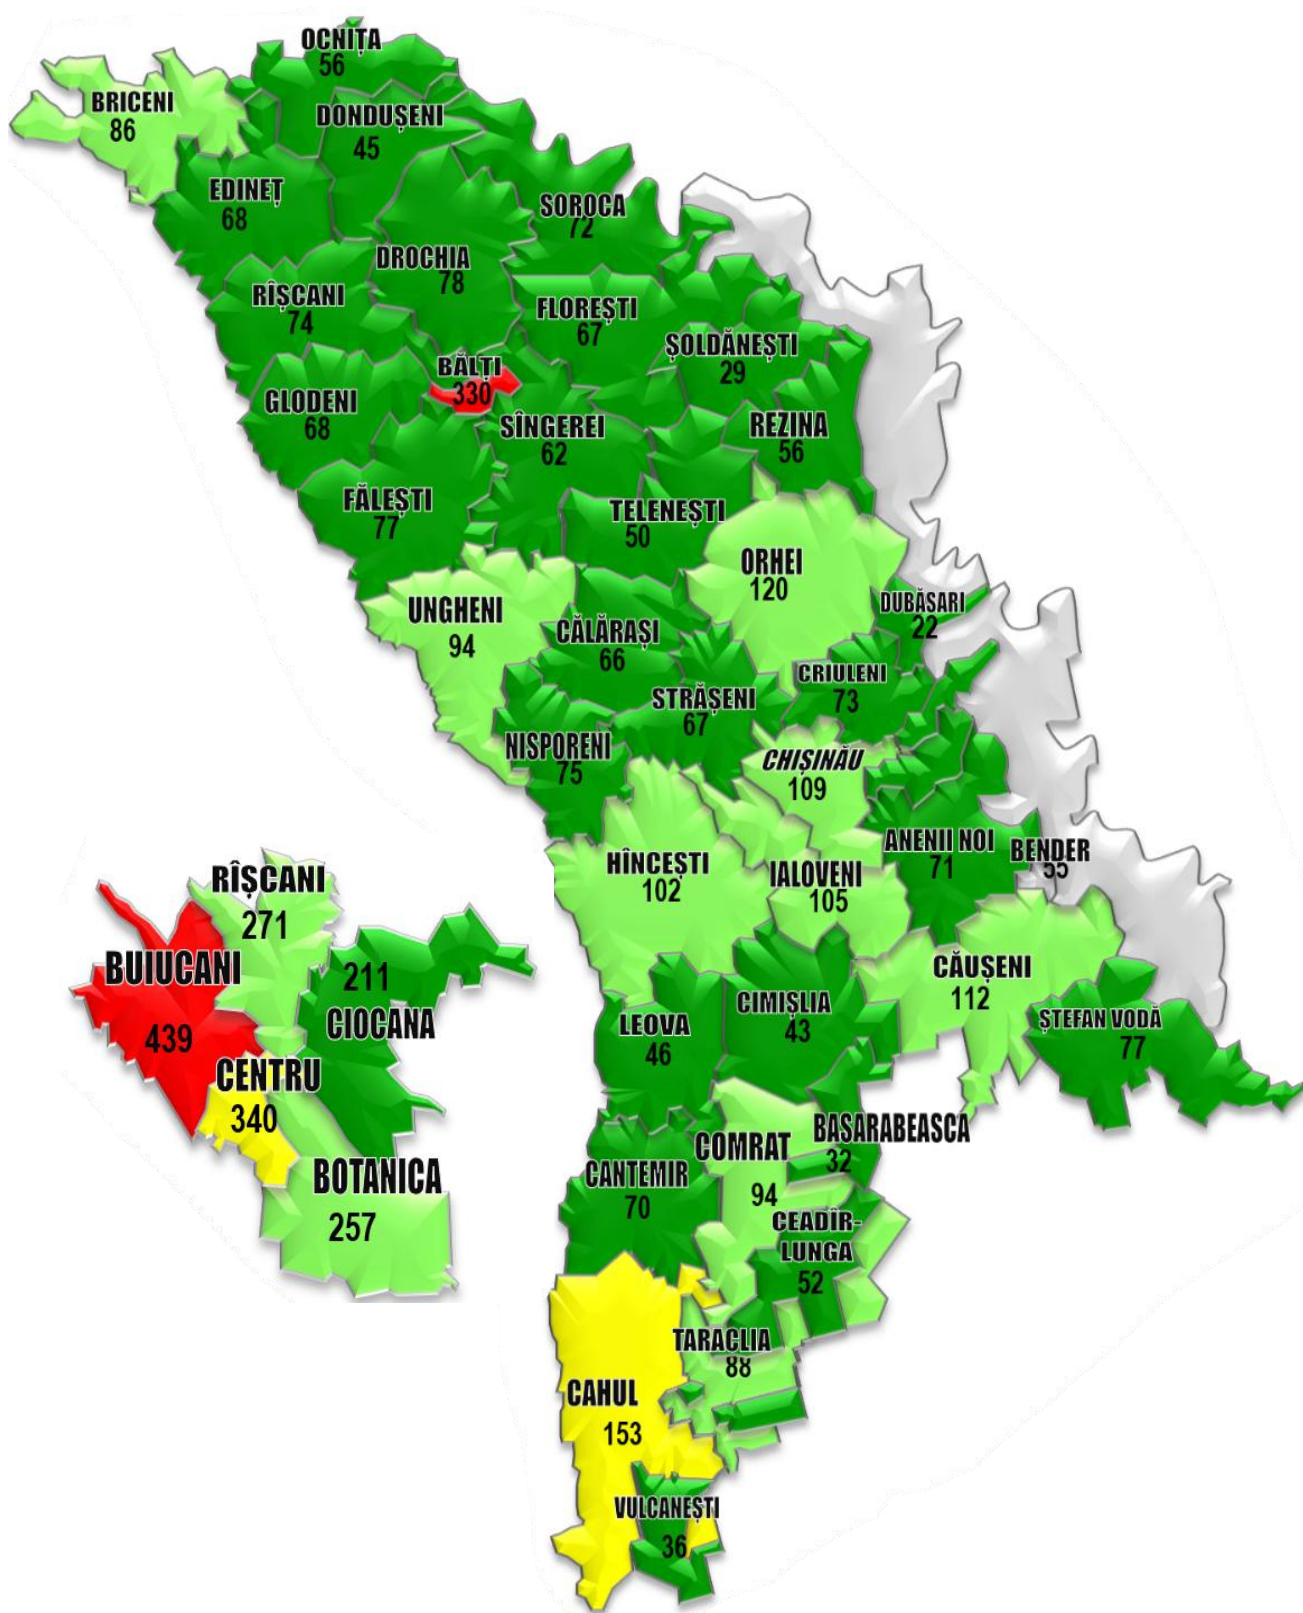 OCNIȚA
56
BRICENI
86
DONDUȘENI
45
EDINEȚ
68
SOROCA
72
DROCHIA
78
RÎȘCANI
74
FLOREȘTI
67
ȘOLDĂNEȘTI
29
BĂLȚI
330
GLODENI
68
SÎNGEREI
62
REZINA
56
FĂLEȘTI
77
TELENEȘTI
50
ORHEI
120
UNGHENI
94
DUBĂSARI
22
CĂLĂRAȘI
66
CRIULENI
73
STRĂȘENI
67
NISPORENI
75
CHIȘINĂU
109
ANENII NOI
71
BENDER
55
HÎNCEȘTI
102
IALOVENI
105
RÎȘCANI
271
BUIUCANI
439
211
CIOCANA
CENTRU
340
BOTANICA
257
CĂUȘENI
112
ȘTEFAN VODĂ
77
LEOVA
46
CIMIȘLIA
43
BASARABEASCA
32
COMRAT
94
CANTEMIR
70
CEADÎR-
LUNGA
52
TARACLIA
88
CAHUL
153
VULCANEȘTI
36